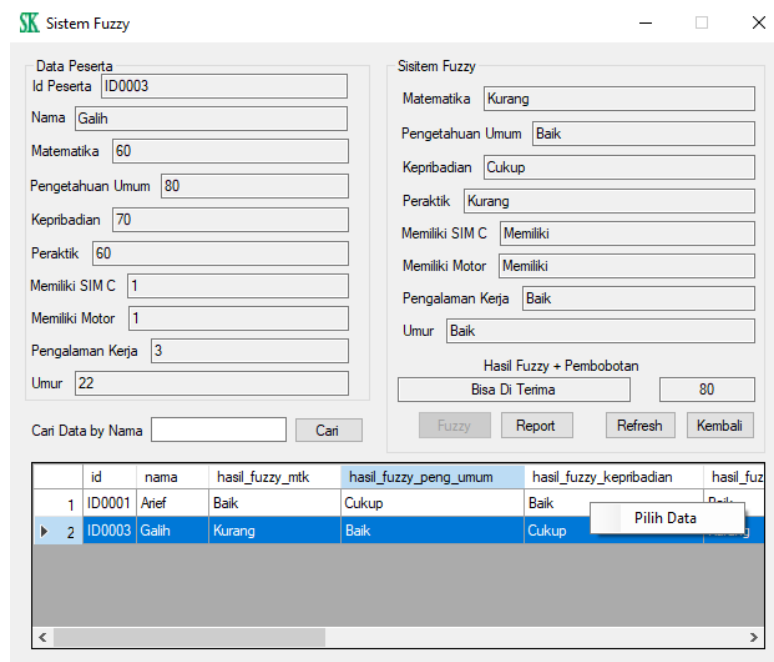 SK Sistem Fuzzy
Data Peserta
Id Peserta ID0003
Nama Galih
Matematika 60
Pengetahuan Umum 80
Kepribadian 70
Peraktik 60
Memiliki SIM C 1
Memiliki Motor 1
Pengalaman Kerja 3
Umur 22
Cari Data by Nama Cari
Sisitem Fuzzy
Matematika Kurang
Pengetahuan Umum Baik
Kepribadian Cukup
Peraktik Kurang
Memiliki SIM C Memiliki
Memiliki Motor Memiliki
Pengalaman Kerja Baik
Umur Baik
Hasil Fuzzy + Pembobotan
Bisa Di Terima 80
Fuzzy Report Refresh Kembali
id nama hasil_fuzzy_mtk hasil_fuzzy_peng_umum hasil_fuzzy_kepribadian hasil_fuz
1 ID0001 Arief Baik Cukup Baik
Pilih Data
2 ID0003 Galih Kurang Baik Cukup